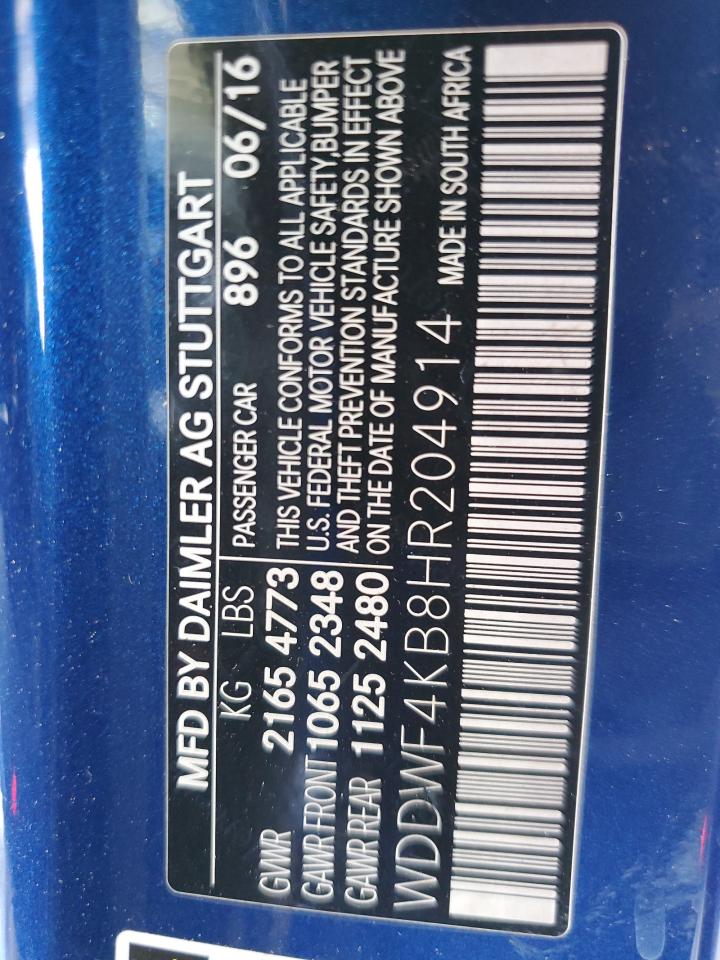 MFD BY DAIMLER AG STUTTGART
KG LBS PASSENGER CAR 896 06/16
GWR 2165 4773 THIS VEHICLE CONFORMS TO ALL APPLICABLE
GAWR FRONT 1065 2348 U.S. FEDERAL MOTOR VEHICLE SAFETY,BUMPER
GAWR REAR 1125 2480 AND THEFT PREVENTION STANDARDS IN EFFECT
ON THE DATE OF MANUFACTURE SHOWN ABOVE
WDDWF4KB8HR204914 MADE IN SOUTH AFRICA